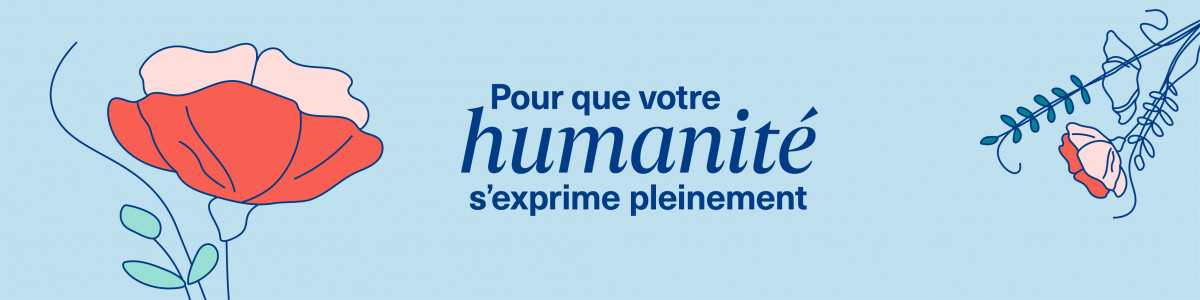 Pour que votre
humanité
s’exprime pleinement